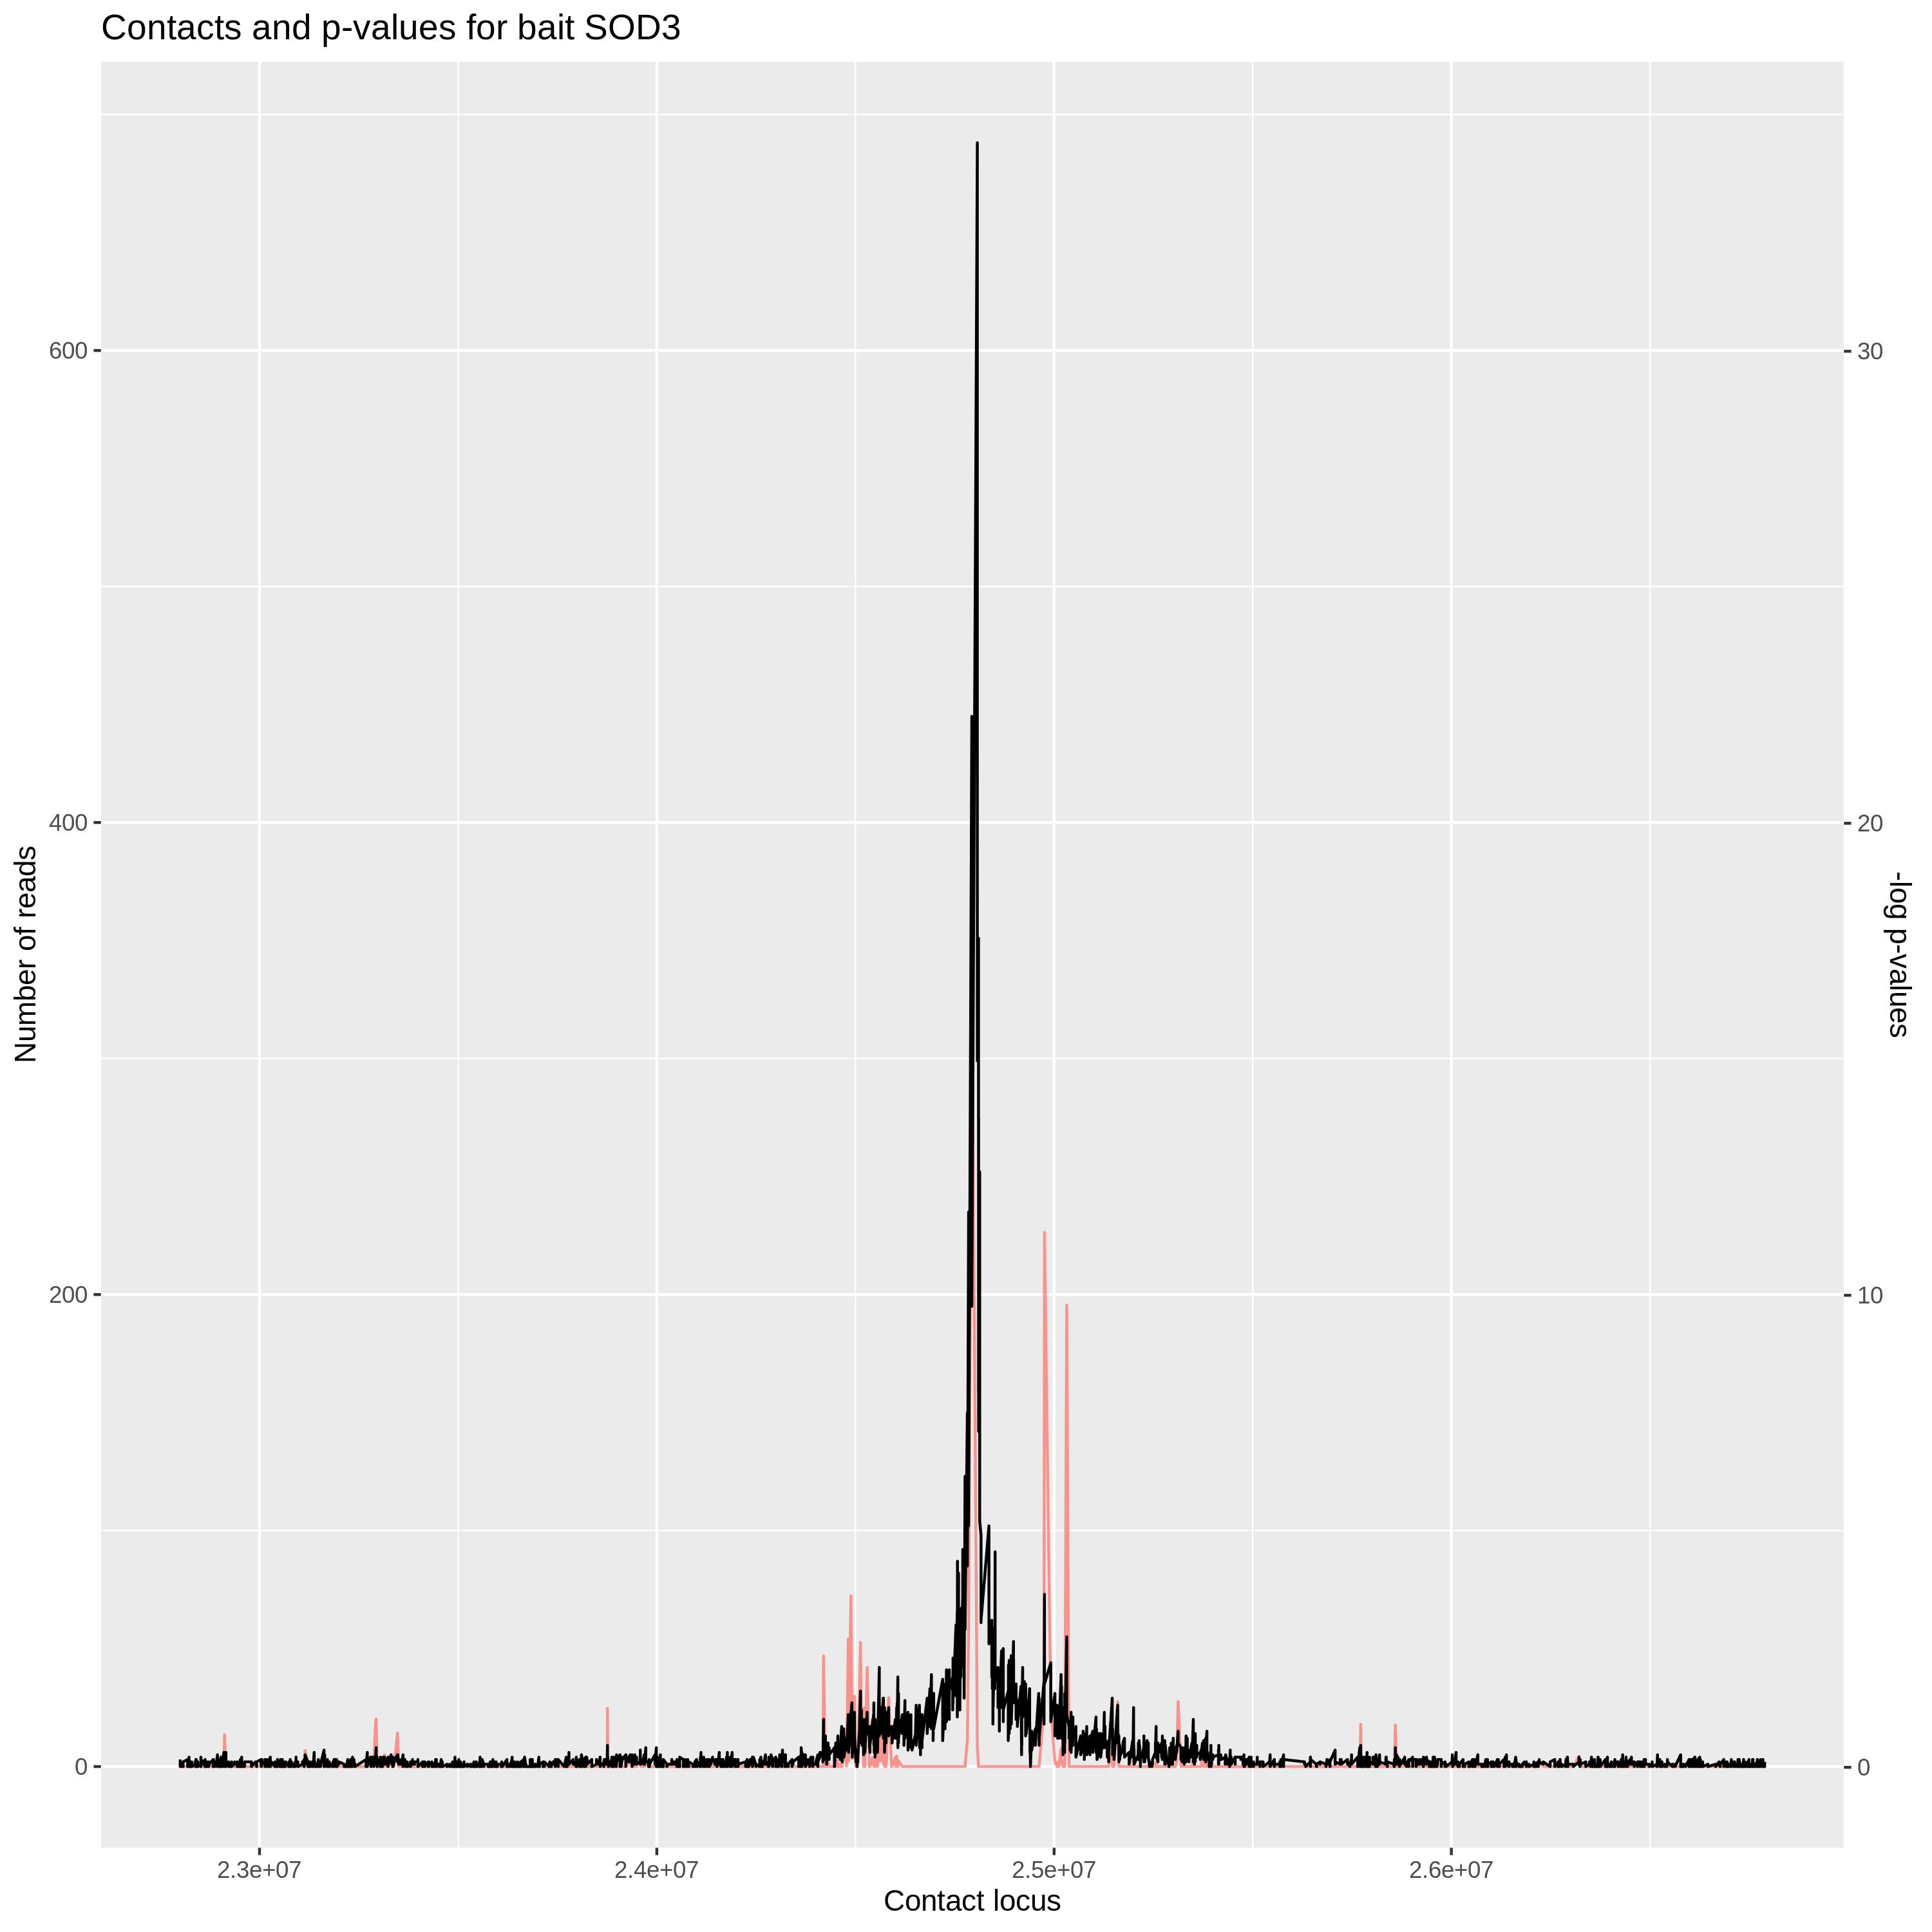 Contacts and p-values for bait SOD3
600
400
200
0
30
20
10
0
Number of reads
-log p-values
2.3e+07
2.4e+07
2.5e+07
2.6e+07
Contact locus